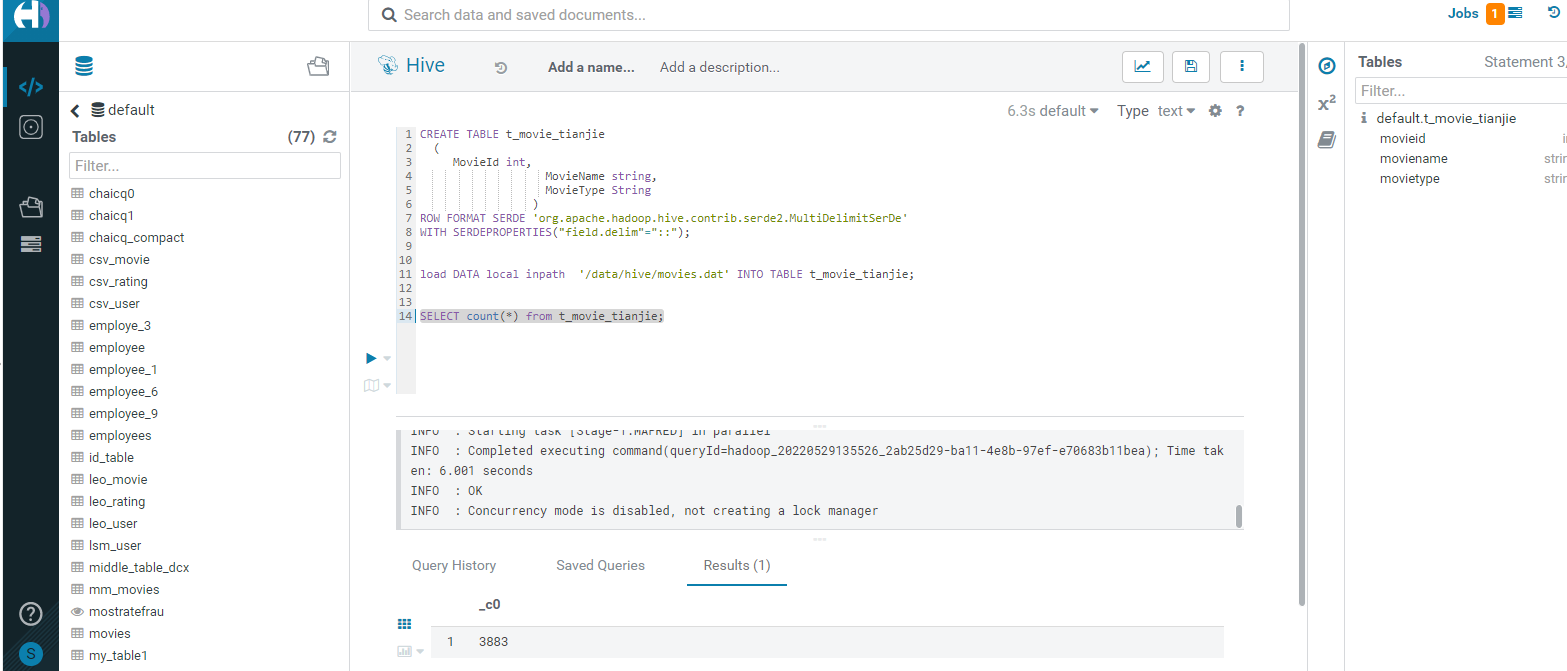 Search data and saved documents...
Jobs 1
default
Tables (77)
Filter...
chaicq0
chaicq1
chaicq_compact
csv_movie
csv_rating
csv_user
employe_3
employee
employee_1
employee_6
employee_9
employees
id_table
leo_movie
leo_rating
leo_user
lsm_user
middle_table_dcx
mm_movies
mostratefrau
movies
my_table1
?
S
Hive Add a name... Add a description...
6.3s default Type text ?
1 CREATE TABLE t_movie_tianjie
2 (
3 MovieId int,
4 MovieName string,
5 MovieType String
6 )
7 ROW FORMAT SERDE 'org.apache.hadoop.hive.contrib.serde2.MultiDelimitSerDe'
8 WITH SERDEPROPERTIES("field.delim"="::");
9
10
11 load DATA local inpath '/data/hive/movies.dat' INTO TABLE t_movie_tianjie;
12
13
14 SELECT count(*) from t_movie_tianjie;
INFO : Starting task [Stage-1:MAPRED] in parallel
INFO : Completed executing command(queryId=hadoop_20220529135526_2ab25d29-ba11-4e8b-97ef-e70683b11bea); Time tak
en: 6.001 seconds
INFO : OK
INFO : Concurrency mode is disabled, not creating a lock manager
Query History Saved Queries Results (1)
_c0
1 3883
x²
Tables Statement 3,
Filter...
default.t_movie_tianjie
movieid
moviename
movietype